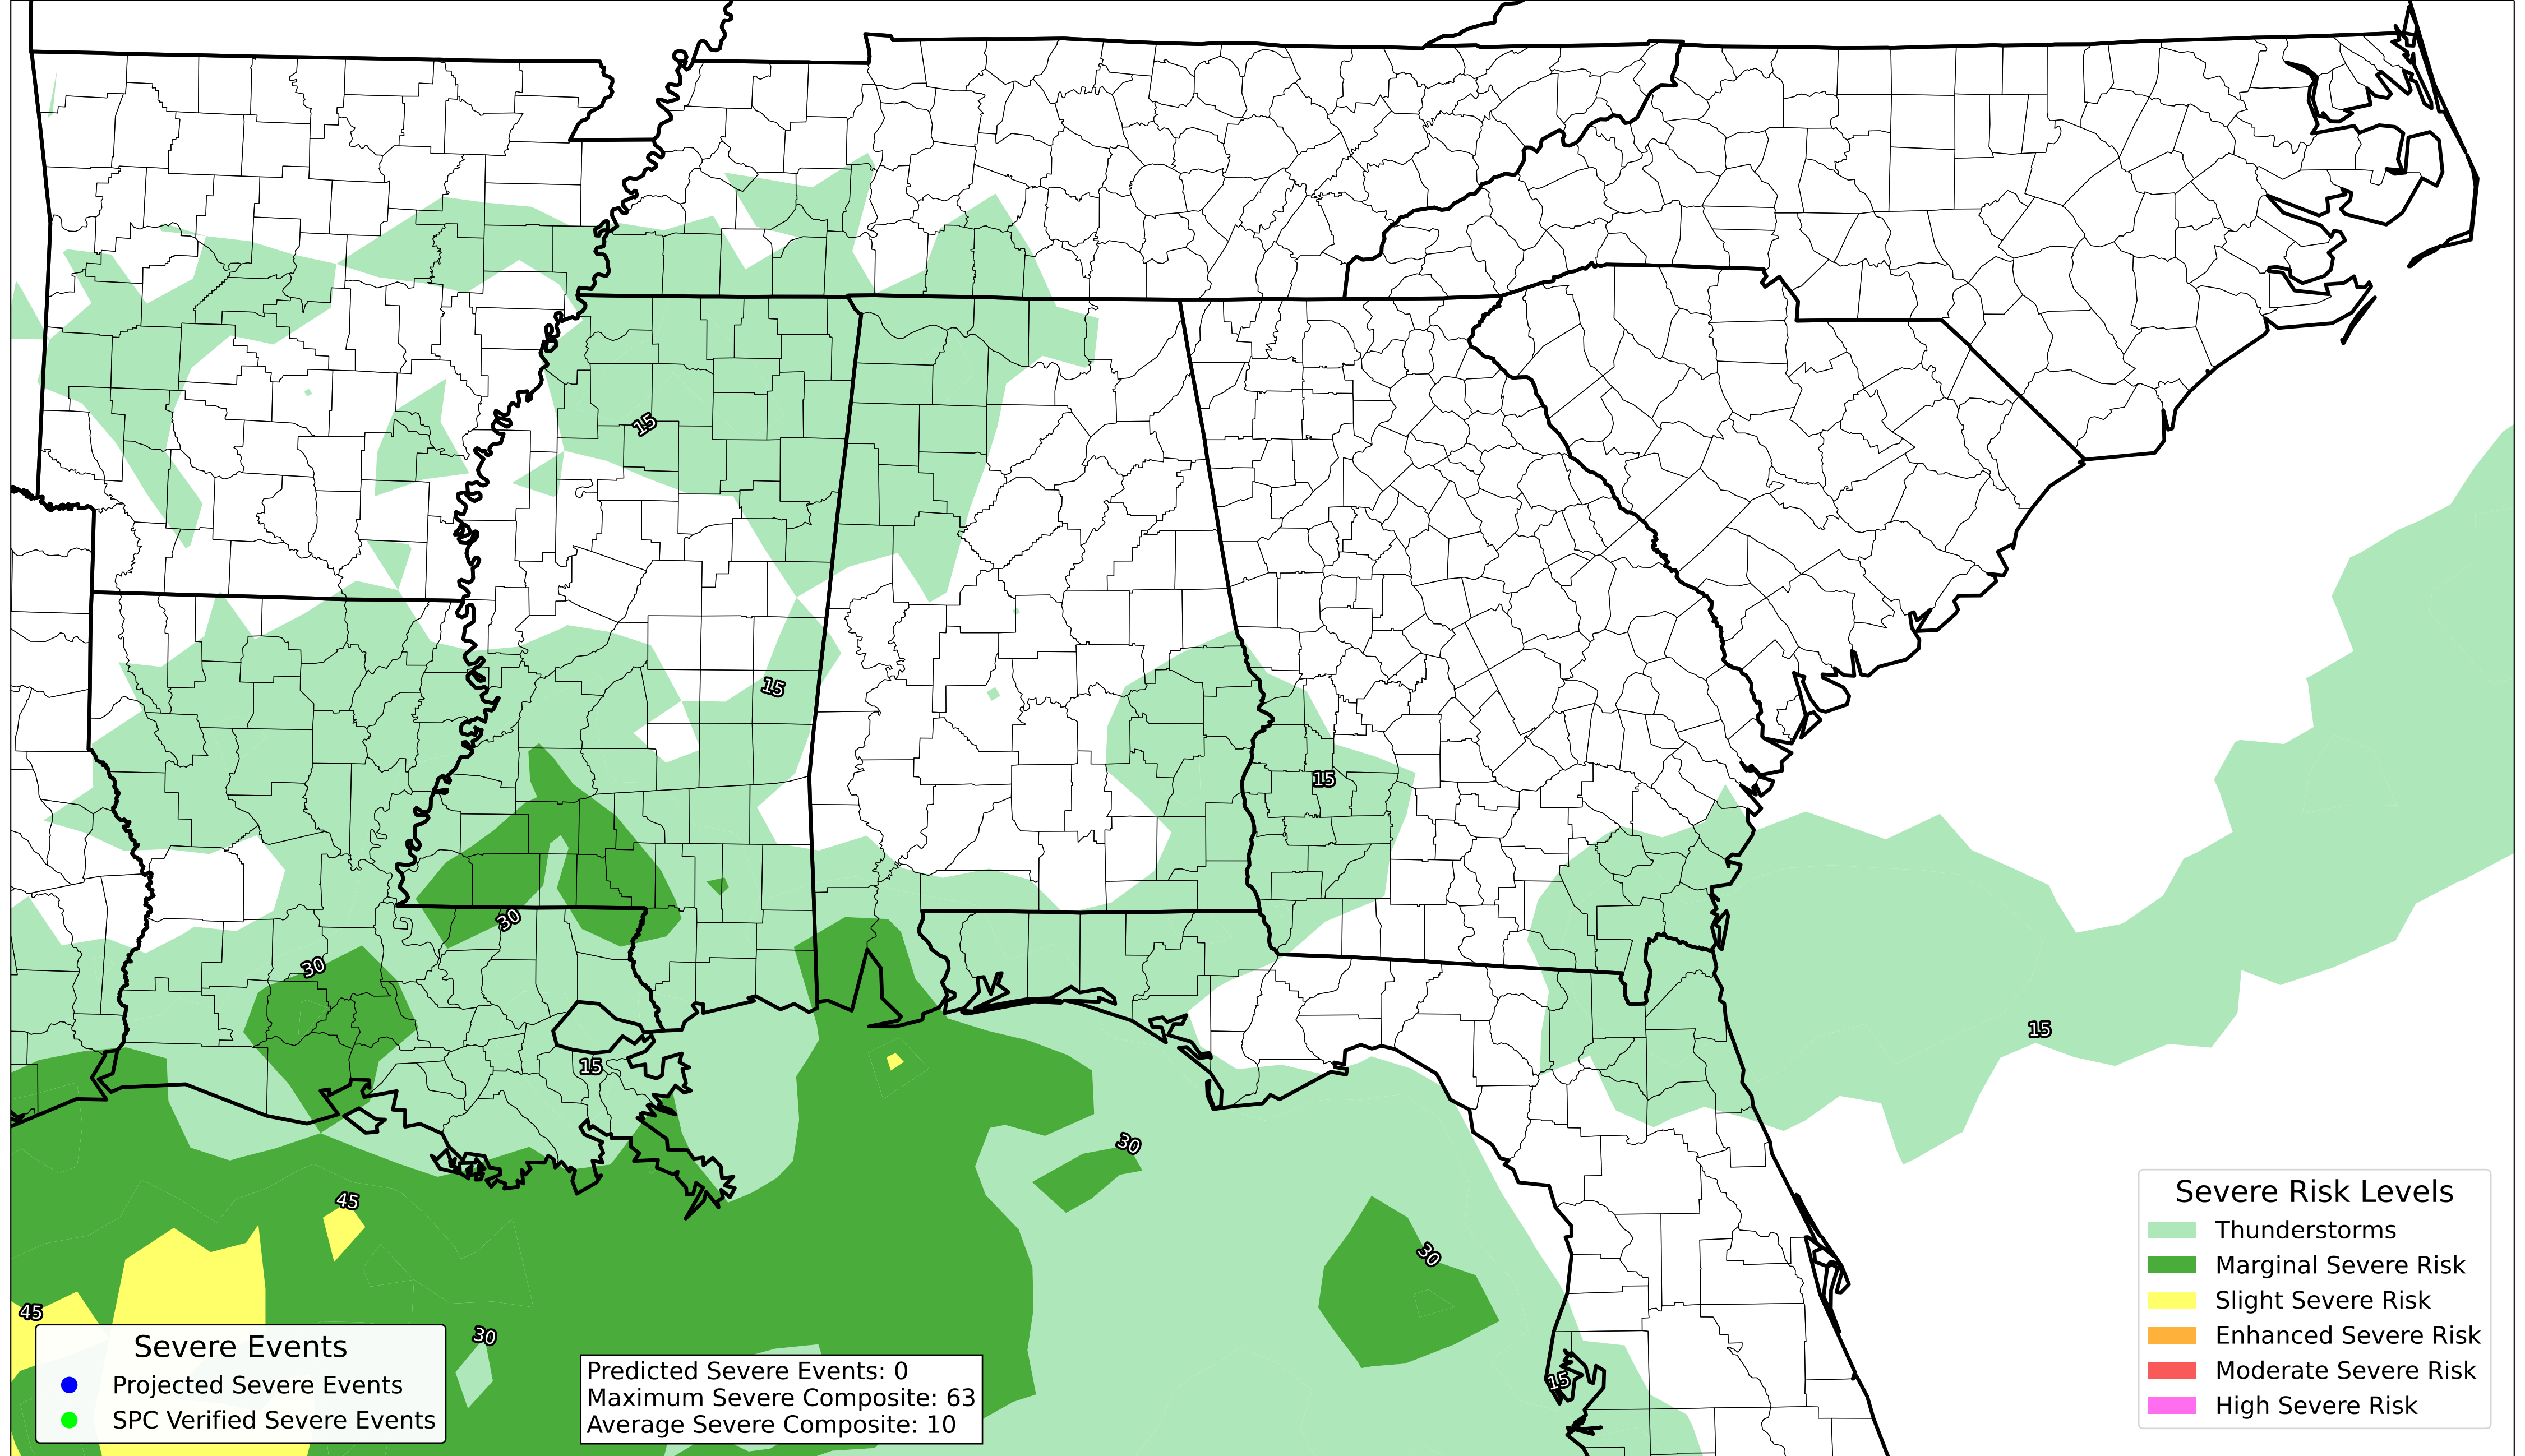 15
15
15
30
30
15
15
30
45
30
45
30
15
Severe Events
Projected Severe Events
SPC Verified Severe Events
Predicted Severe Events: 0
Maximum Severe Composite: 63
Average Severe Composite: 10
Severe Risk Levels
Thunderstorms
Marginal Severe Risk
Slight Severe Risk
Enhanced Severe Risk
Moderate Severe Risk
High Severe Risk